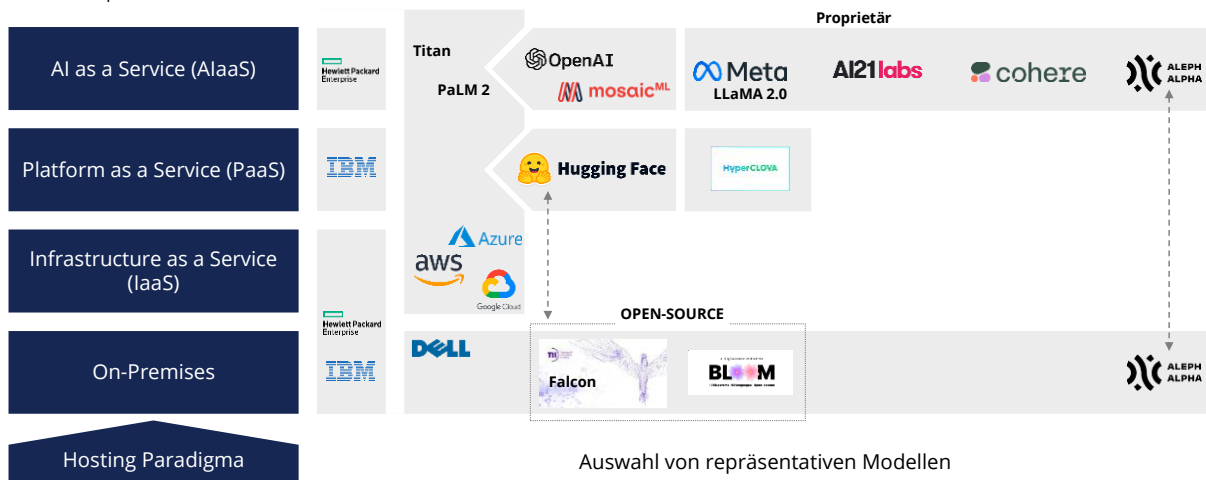 Proprietär
AI as a Service (AIaaS)
Hewlett Packard
Enterprise
Titan
PaLM 2
OpenAI
mosaicML
Meta
LLaMA 2.0
AI21labs
cohere
ALEPH
ALPHA
Platform as a Service (PaaS)
IBM
Hugging Face
HyperCLOVA
Infrastructure as a Service
(IaaS)
Azure
aws
Google Cloud
Hewlett Packard
Enterprise
OPEN-SOURCE
On-Premises
IBM
DELL
TII
Falcon
BLOOM
ALEPH
ALPHA
Hosting Paradigma
Auswahl von repräsentativen Modellen